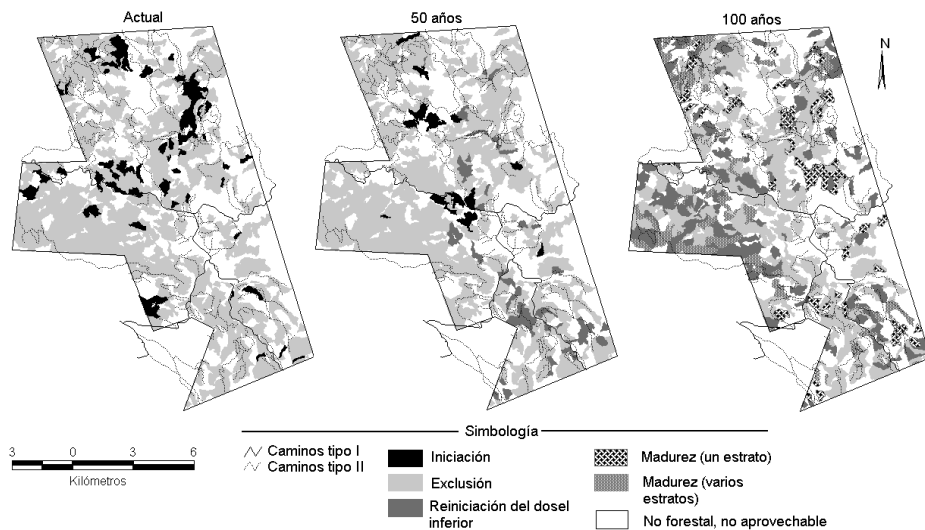 Actual
50 años
100 años
N
Simbología
3 0 3 6
Kilómetros
Caminos tipo I
Caminos tipo II
Iniciación
Exclusión
Reiniciación del dosel
inferior
Madurez (un estrato)
Madurez (varios
estratos)
No forestal, no aprovechable